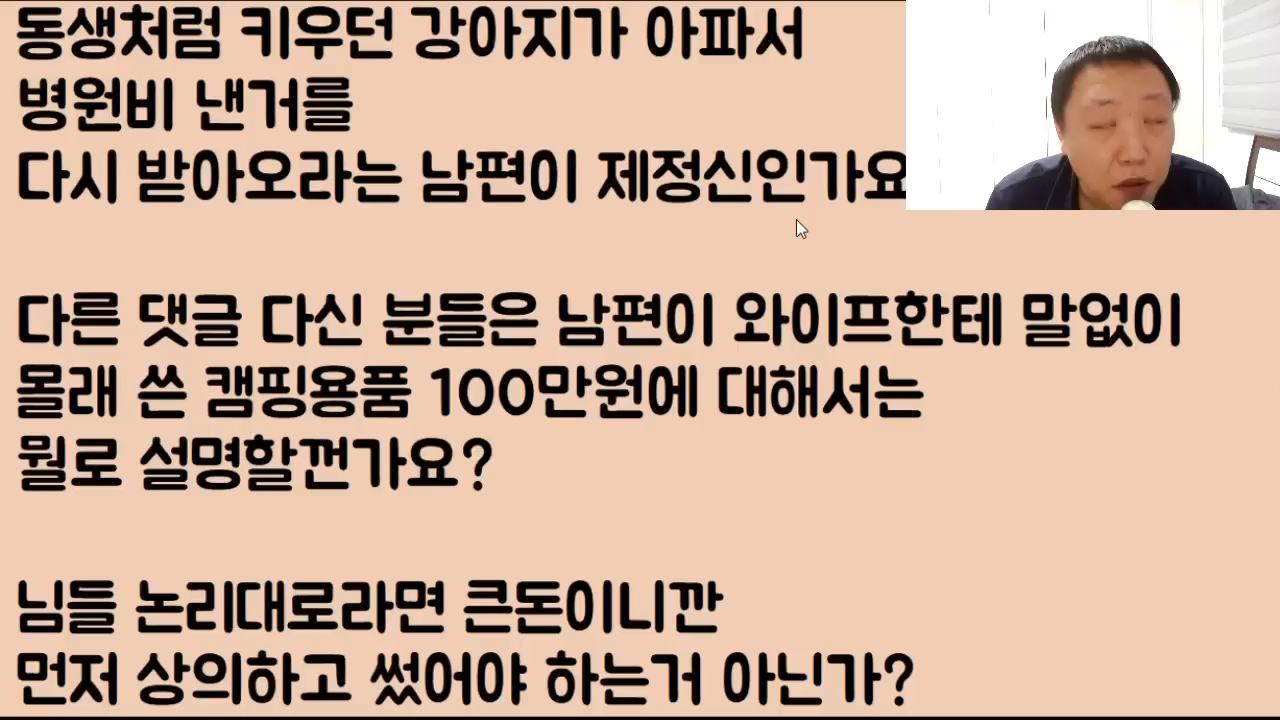 동생처럼 키우던 강아지가 아파서
병원비 낸거를
다시 받아오라는 남편이 제정신인가요
다른 댓글 다신 분들은 남편이 와이프한테 말없이
몰래 쓴 캠핑용품 100만원에 대해서는
뭘로 설명할껀가요?
님들 논리대로라면 큰돈이니깐
먼저 상의하고 썼어야 하는거 아닌가?